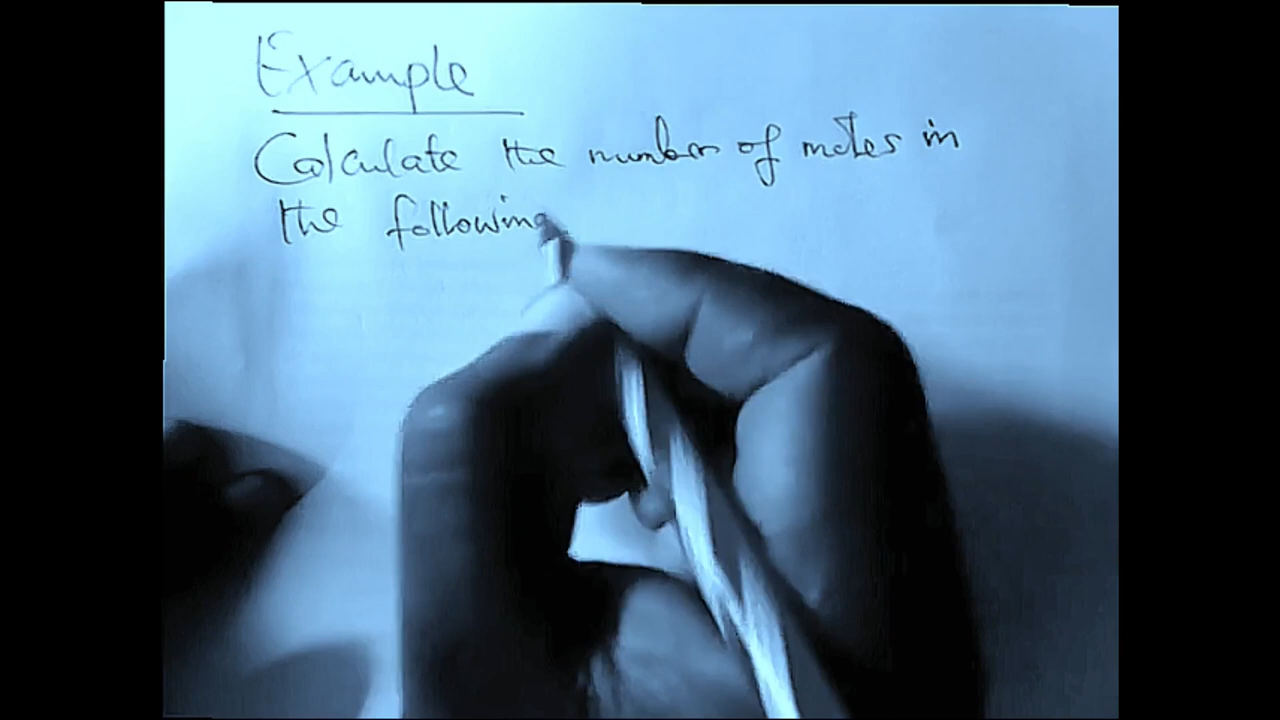 Example
Calculate the number of moles in
the following